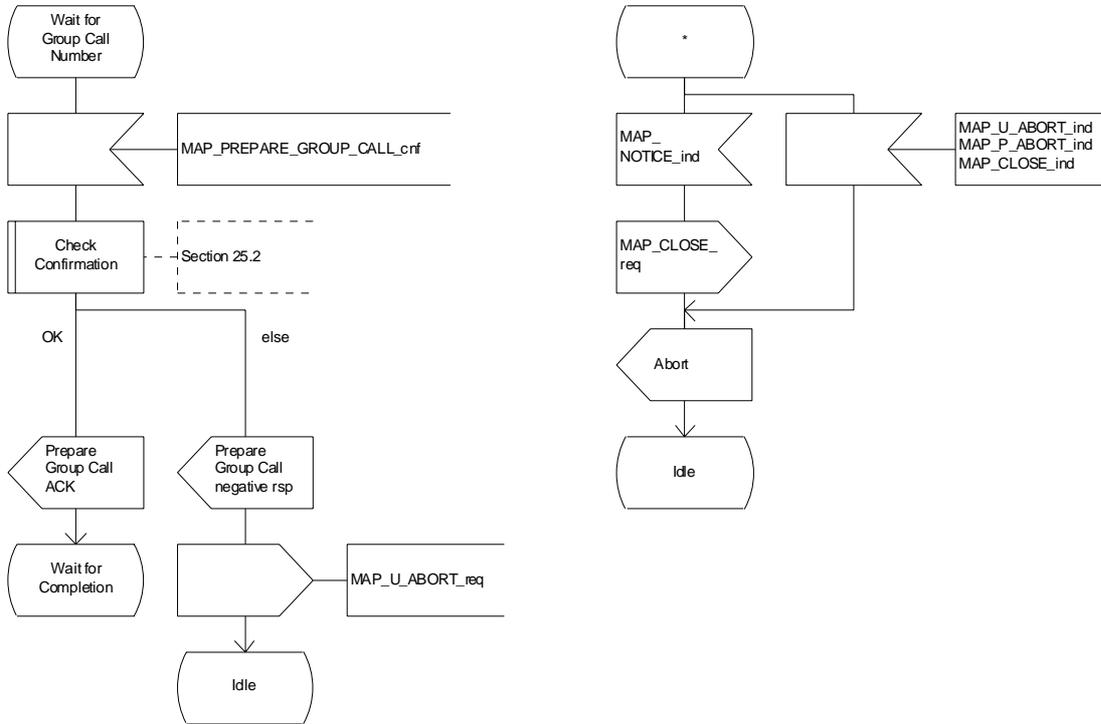 Wait for
Group Call
Number
MAP_PREPARE_GROUP_CALL_cnf
Check
Confirmation
Section 25.2
OK
else
Prepare
Group Call
ACK
Prepare
Group Call
negative rsp
Wait for
Completion
MAP_U_ABORT_req
Idle
*
MAP_
NOTICE_ind
MAP_U_ABORT_ind
MAP_P_ABORT_ind
MAP_CLOSE_ind
MAP_CLOSE_
req
Abort
Idle